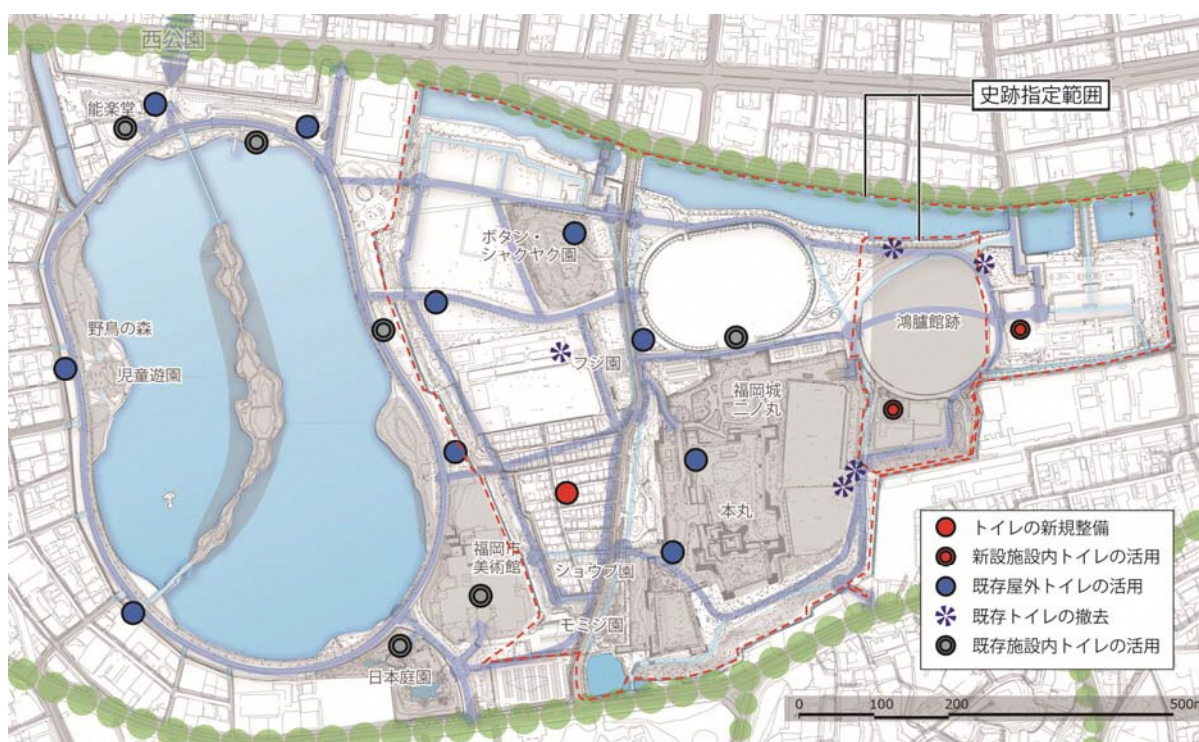 西公園
能楽堂
史跡指定範囲
ボタン・
シャクヤク園
野鳥の森
児童遊園
フジ園
鴻臚館跡
福岡城
二ノ丸
本丸
福岡市
美術館
ショウブ園
モミジ園
日本庭園
トイレの新規整備
新設施設内トイレの活用
既存屋外トイレの活用
既存トイレの撤去
既存施設内トイレの活用
0 100 200 500m